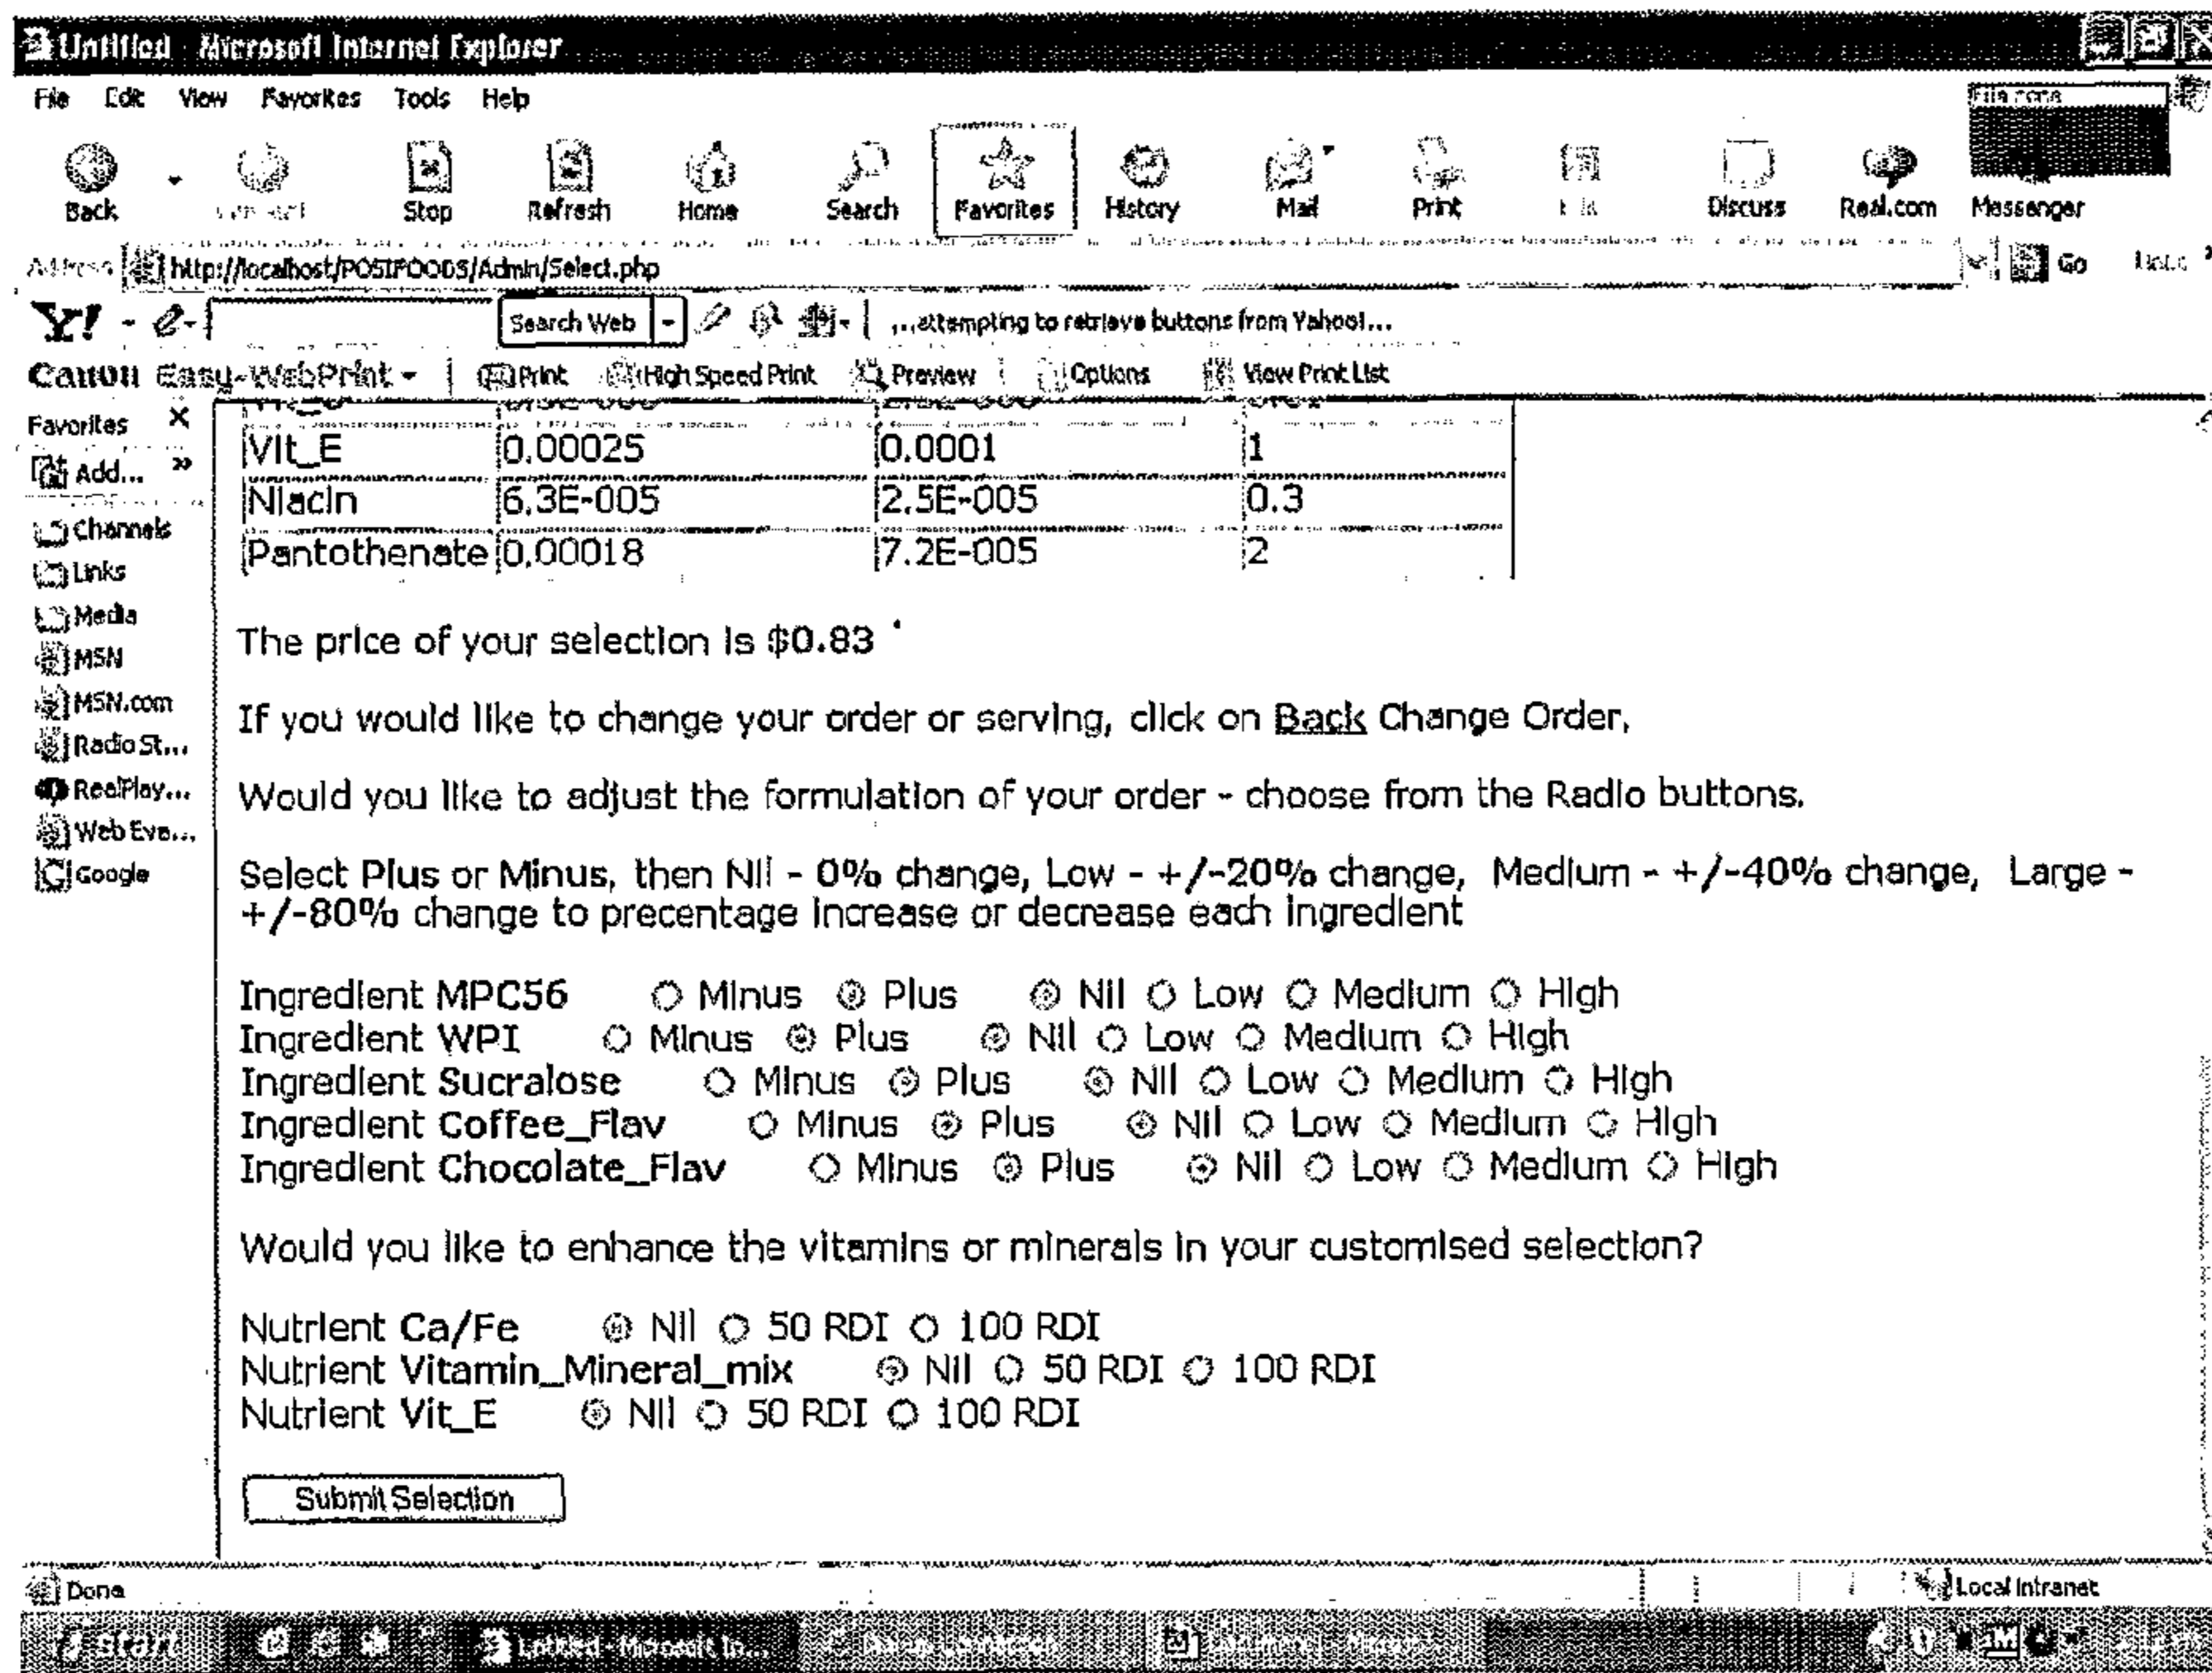 Untitled - Microsoft Internet Explorer
File Edit View Favorites Tools Help
Back Stop Refresh Home Search Favorites History Mail Print Discuss Real.com Messenger
Address http://localhost/POSIFOODS/Admin/Select.php Go Links »
Y! Search Web ...attempting to retrieve buttons from Yahoo!...
Canon Easy-WebPrint Print High Speed Print Preview Options View Print List
Favorites X
Add... »
Channels
Links
Media
MSN
MSN.com
Radio St...
RealPlay...
Web Eve...
Google
Vit_E 0.00025 0.0001 1
Niacin 6.3E-005 2.5E-005 0.3
Pantothenate 0.00018 7.2E-005 2
The price of your selection is $0.83
If you would like to change your order or serving, click on Back Change Order,
Would you like to adjust the formulation of your order - choose from the Radio buttons.
Select Plus or Minus, then Nil - 0% change, Low - +/-20% change, Medium - +/-40% change, Large -
+/-80% change to precentage increase or decrease each ingredient
Ingredient MPC56 Minus Plus Nil Low Medium High
Ingredient WPI Minus Plus Nil Low Medium High
Ingredient Sucralose Minus Plus Nil Low Medium High
Ingredient Coffee_Flav Minus Plus Nil Low Medium High
Ingredient Chocolate_Flav Minus Plus Nil Low Medium High
Would you like to enhance the vitamins or minerals in your customised selection?
Nutrient Ca/Fe Nil 50 RDI 100 RDI
Nutrient Vitamin_Mineral_mix Nil 50 RDI 100 RDI
Nutrient Vit_E Nil 50 RDI 100 RDI
Submit Selection
Done Local intranet
start Untitled - Microsoft In...